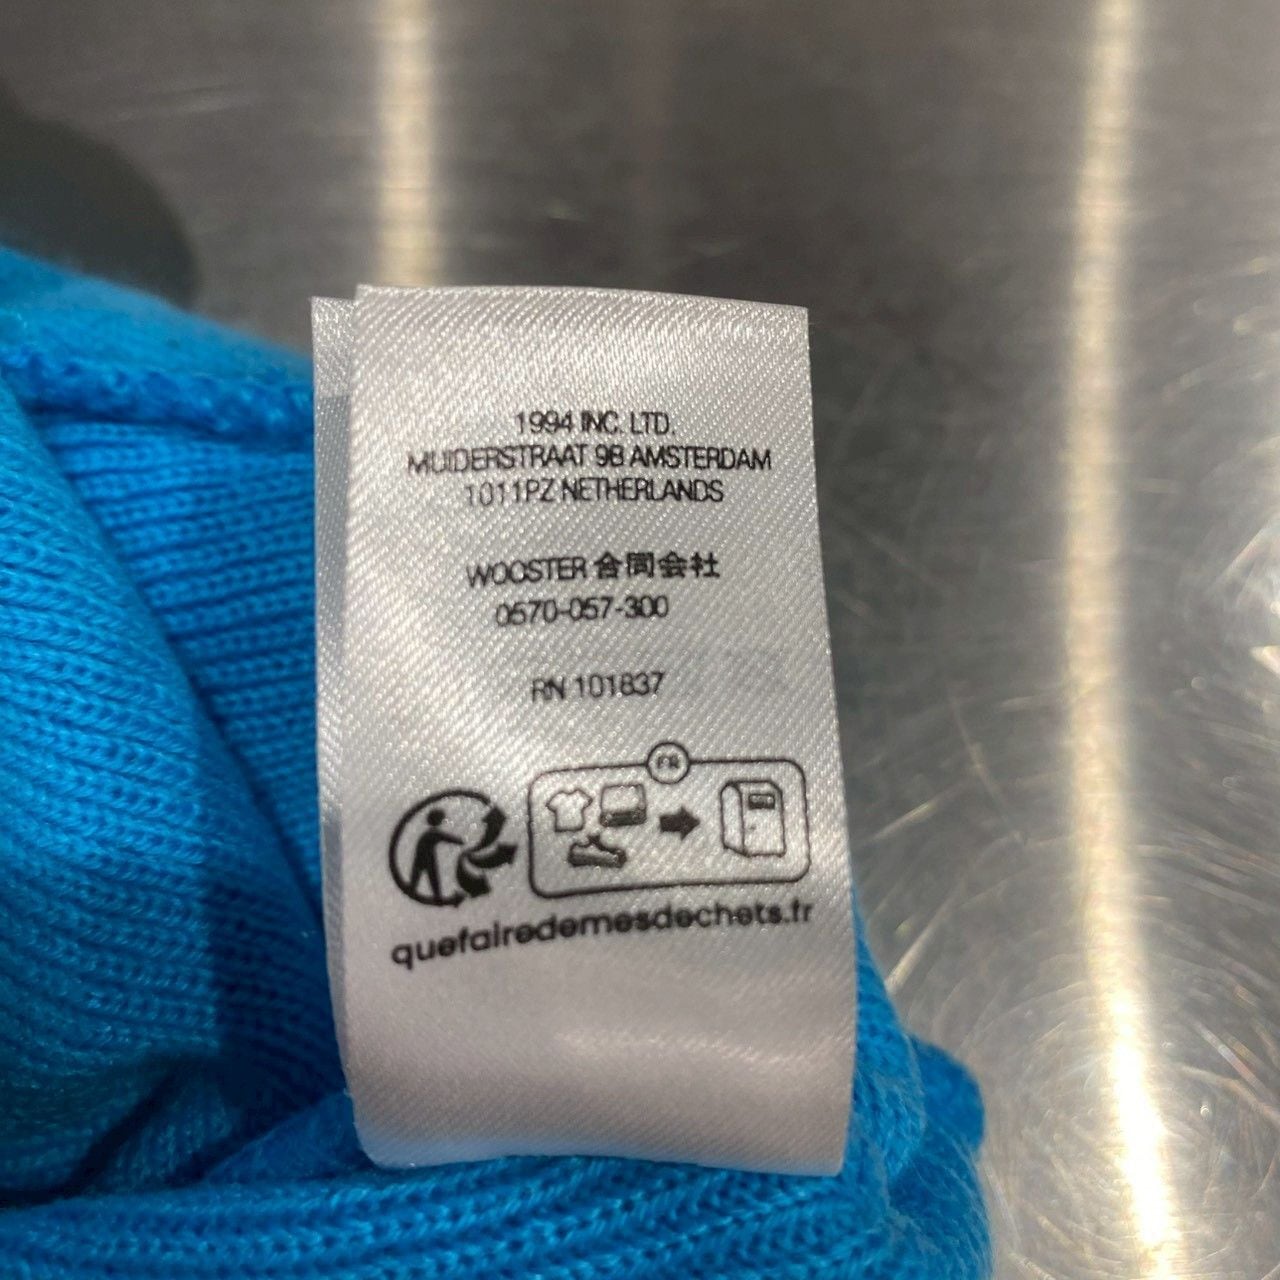 1994 INC. LTD.
MUIDERSTRAAT 9B AMSTERDAM
1011PZ NETHERLANDS
WOOSTER 合同会社
0570-057-300
RN 101837
FR
quefairedemesdechets.fr